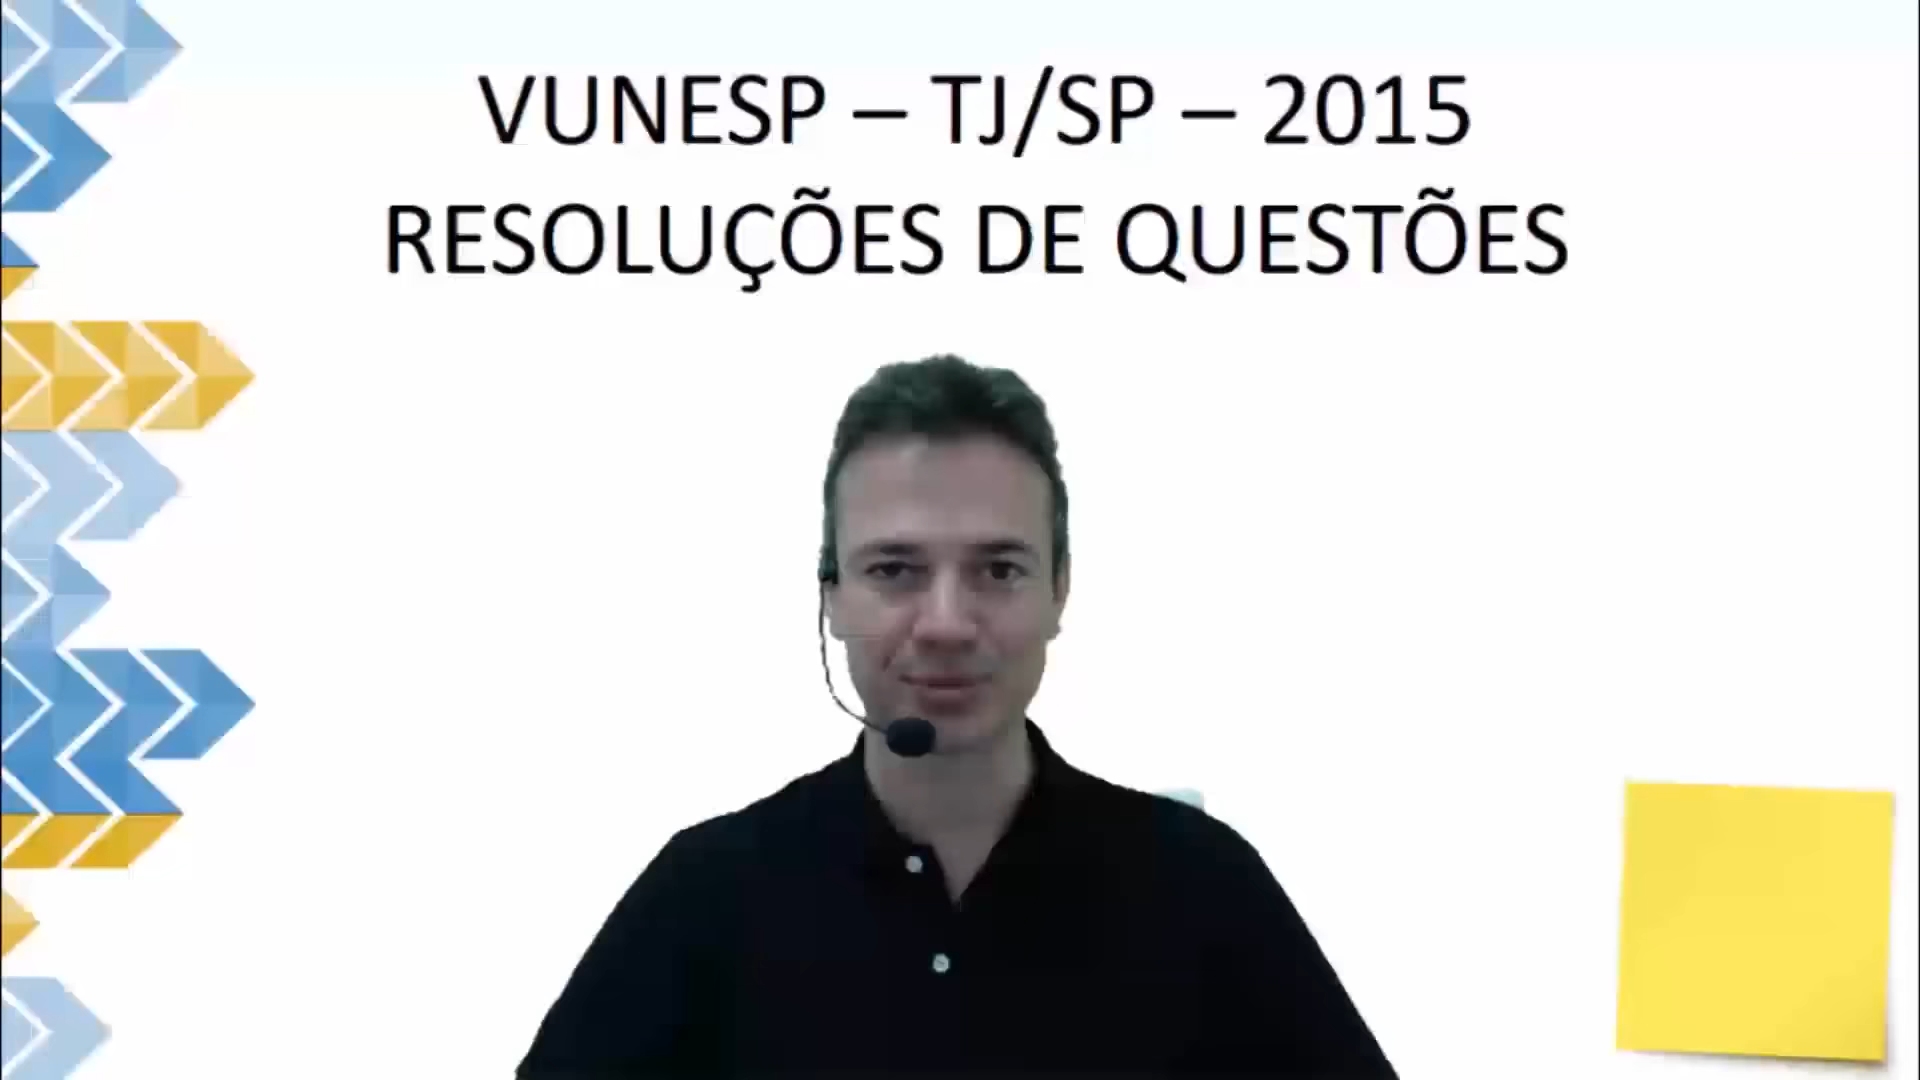 VUNESP – TJ/SP – 2015
RESOLUÇÕES DE QUESTÕES